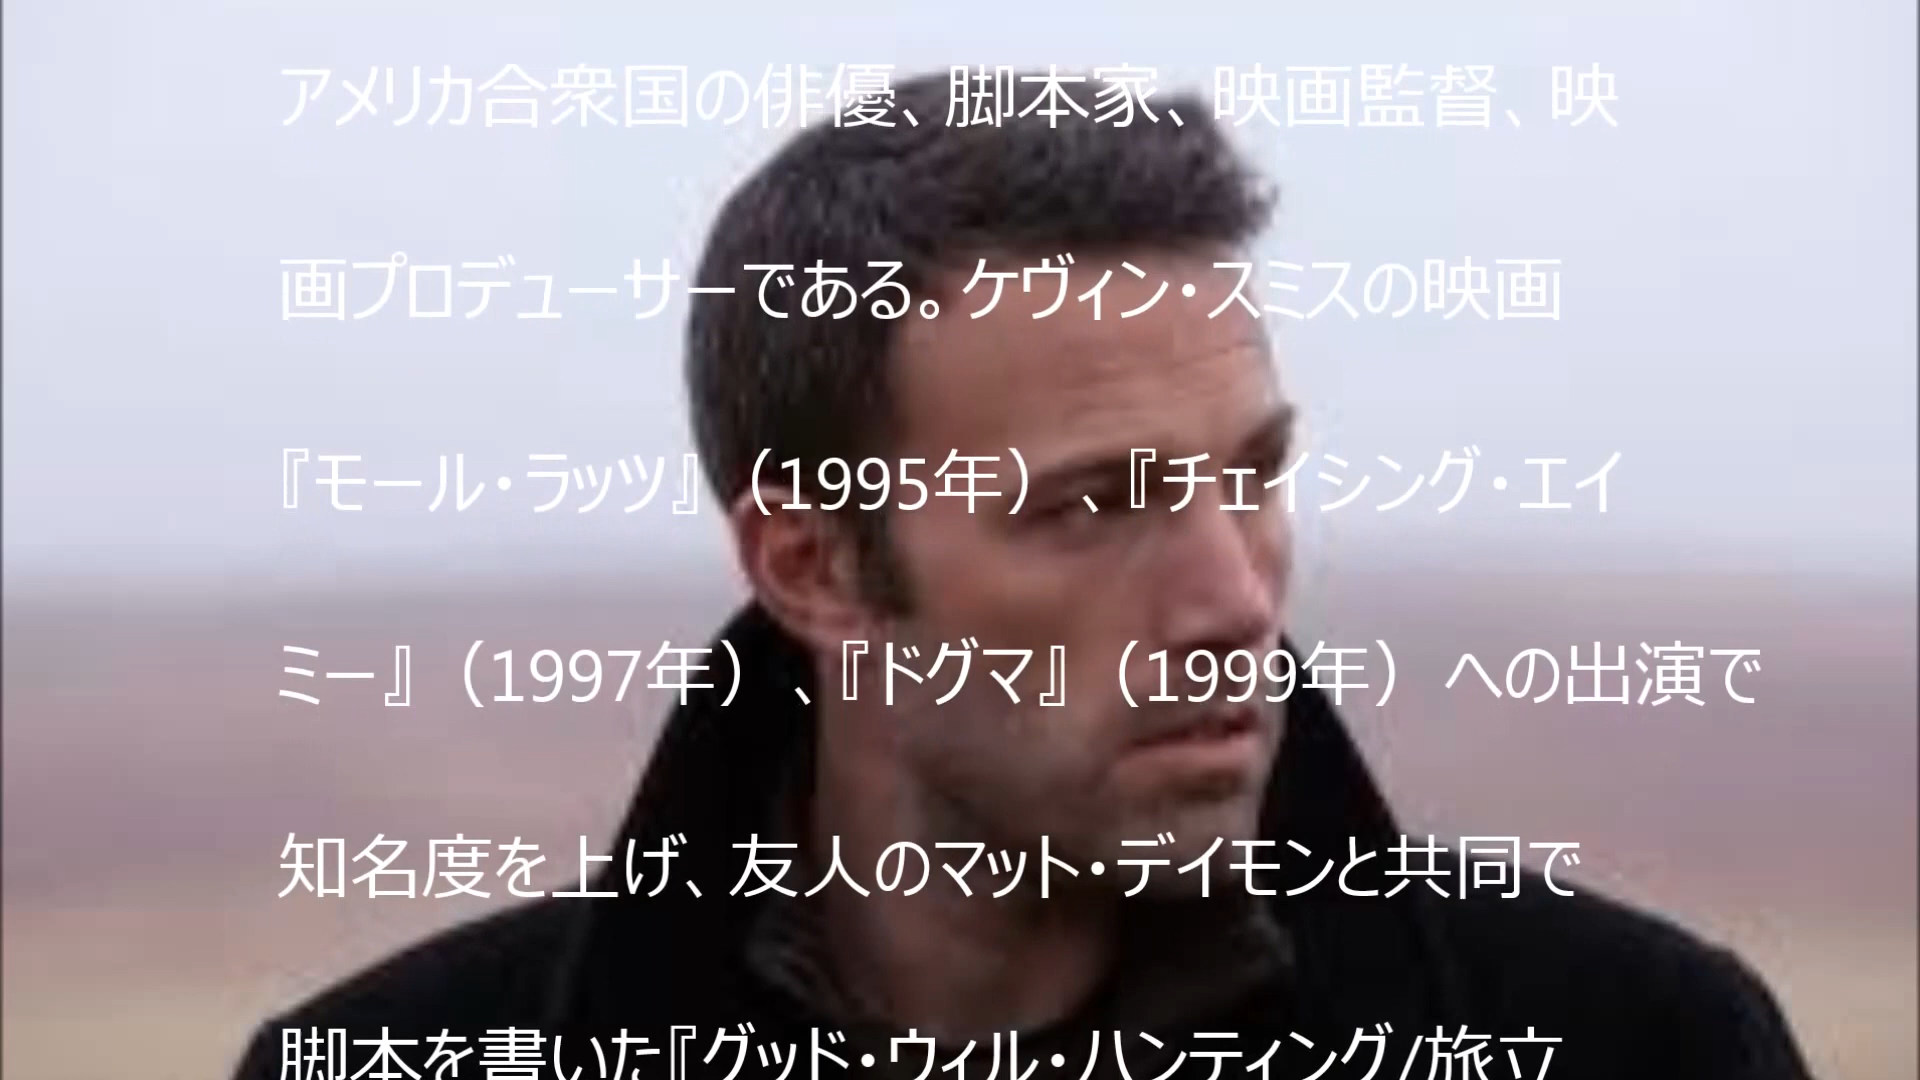 アメリカ合衆国の俳優、脚本家、映画監督、映
画プロデューサーである。ケヴィン・スミスの映画
『モール・ラッツ』（1995年）、『チェイシング・エイ
ミー』（1997年）、『ドグマ』（1999年）への出演で
知名度を上げ、友人のマット・デイモンと共同で
脚本を書いた『グッド・ウィル・ハンティング/旅立